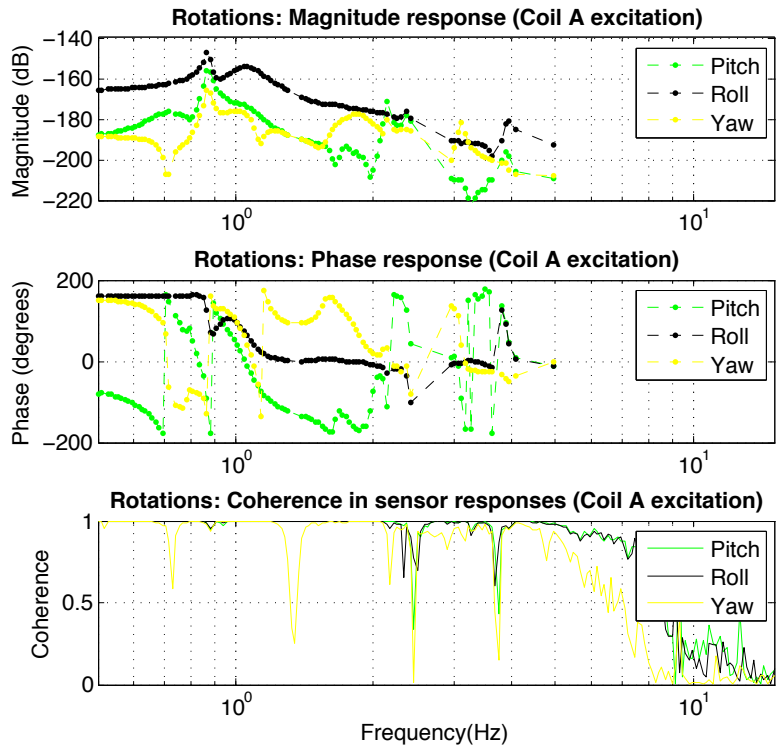 Rotations: Magnitude response (Coil A excitation)
Magnitude (dB)
−140
−160
−180
−200
−220
Pitch
Roll
Yaw
10^0
10^1
Rotations: Phase response (Coil A excitation)
Phase (degrees)
200
0
−200
Pitch
Roll
Yaw
10^0
10^1
Rotations: Coherence in sensor responses (Coil A excitation)
Coherence
1
0.5
0
Pitch
Roll
Yaw
10^0
10^1
Frequency(Hz)